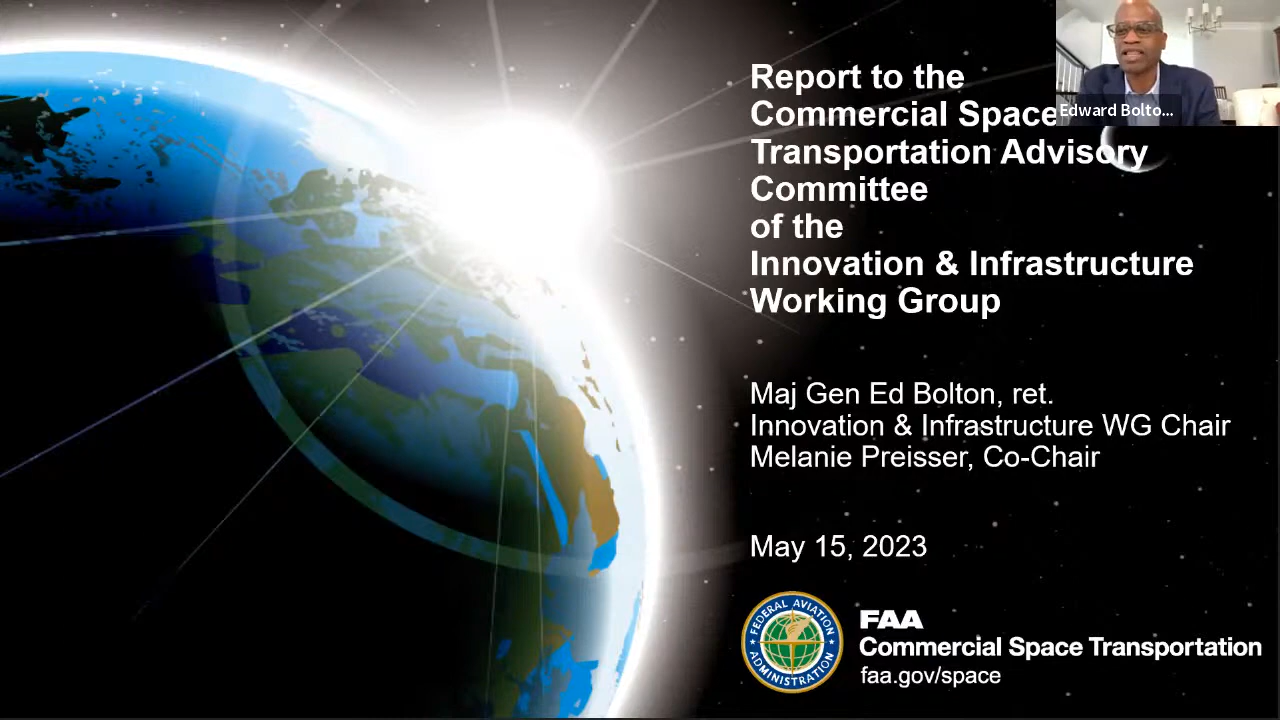 Report to the
Commercial Space
Transportation Advisory
Committee
of the
Innovation & Infrastructure
Working Group
Edward Bolto...
Maj Gen Ed Bolton, ret.
Innovation & Infrastructure WG Chair
Melanie Preisser, Co-Chair
May 15, 2023
FEDERAL AVIATION
ADMINISTRATION
FAA
Commercial Space Transportation
faa.gov/space